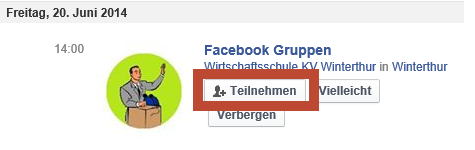 Freitag, 20. Juni 2014
14:00
Facebook Gruppen
Wirtschaftsschule KV Winterthur in Winterthur
Teilnehmen Vielleicht
Verbergen